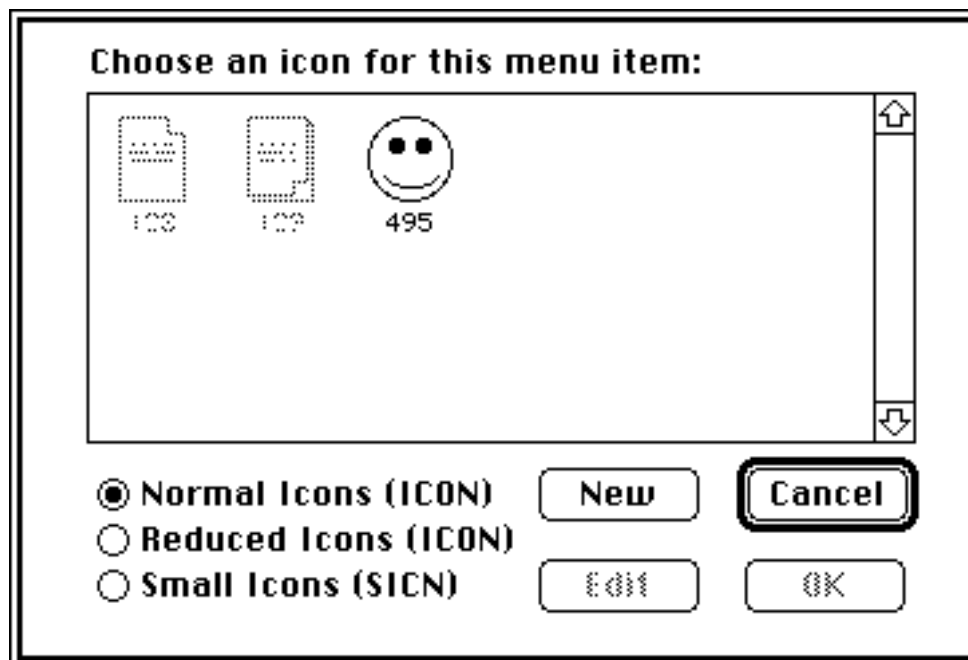 Choose an icon for this menu item:
495
Normal Icons (ICON)
New
Cancel
Reduced Icons (ICON)
Small Icons (SICN)
Edit
OK